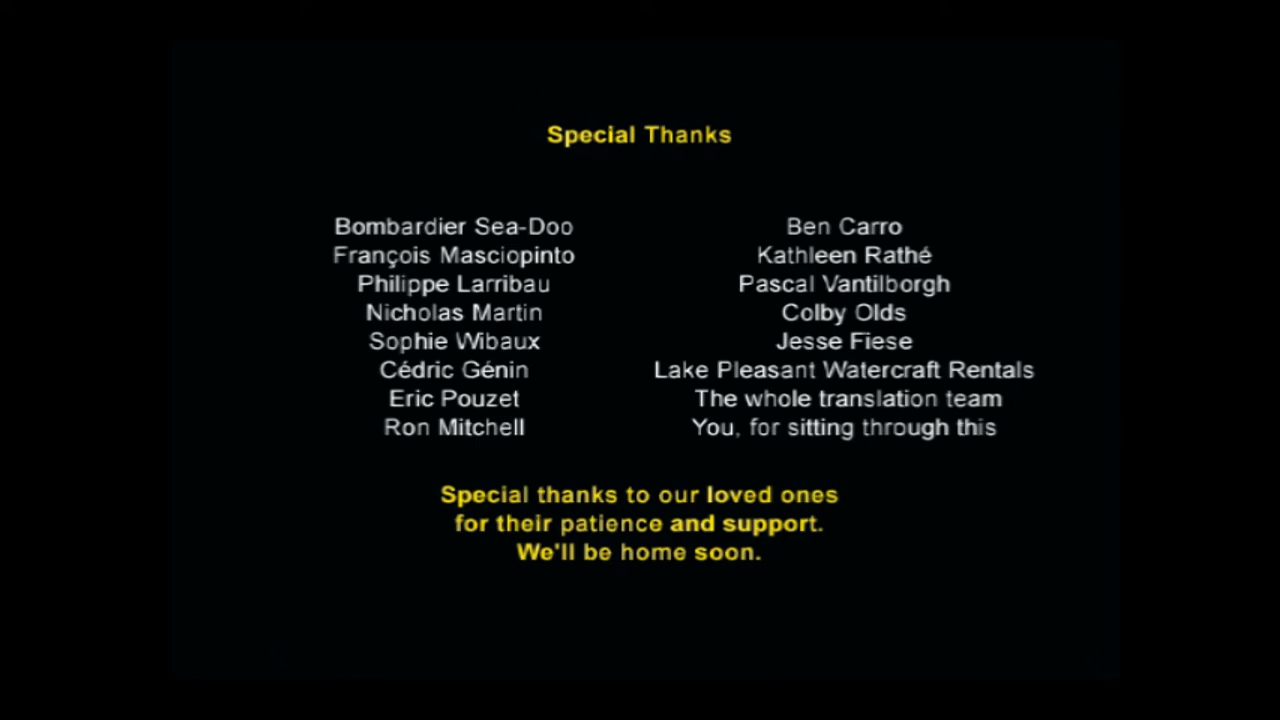 Special Thanks
Bombardier Sea-Doo
François Masciopinto
Philippe Larribau
Nicholas Martin
Sophie Wibaux
Cédric Génin
Eric Pouzet
Ron Mitchell
Ben Carro
Kathleen Rathé
Pascal Vantilborgh
Colby Olds
Jesse Fiese
Lake Pleasant Watercraft Rentals
The whole translation team
You, for sitting through this
Special thanks to our loved ones
for their patience and support.
We'll be home soon.